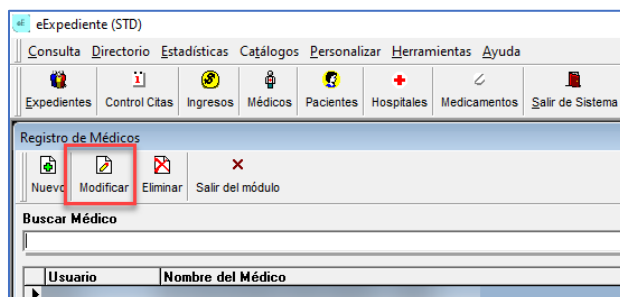 eExpediente (STD)
Consulta Directorio Estadísticas Catálogos Personalizar Herramientas Ayuda
Expedientes Control Citas Ingresos Médicos Pacientes Hospitales Medicamentos Salir de Sistema
Registro de Médicos
Nuevo Modificar Eliminar Salir del módulo
Buscar Médico
Usuario Nombre del Médico